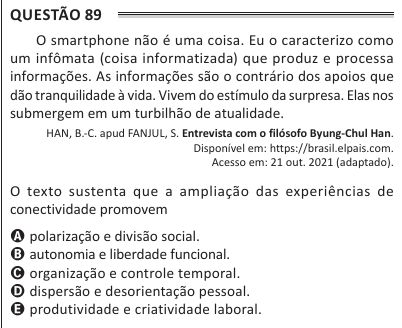 QUESTÃO 89
O smartphone não é uma coisa. Eu o caracterizo como
um infômata (coisa informatizada) que produz e processa
informações. As informações são o contrário dos apoios que
dão tranquilidade à vida. Vivem do estímulo da surpresa. Elas nos
submergem em um turbilhão de atualidade.
HAN, B.-C. apud FANJUL, S. Entrevista com o filósofo Byung-Chul Han.
Disponível em: https://brasil.elpais.com.
Acesso em: 21 out. 2021 (adaptado).
O texto sustenta que a ampliação das experiências de
conectividade promovem
A polarização e divisão social.
B autonomia e liberdade funcional.
C organização e controle temporal.
D dispersão e desorientação pessoal.
E produtividade e criatividade laboral.